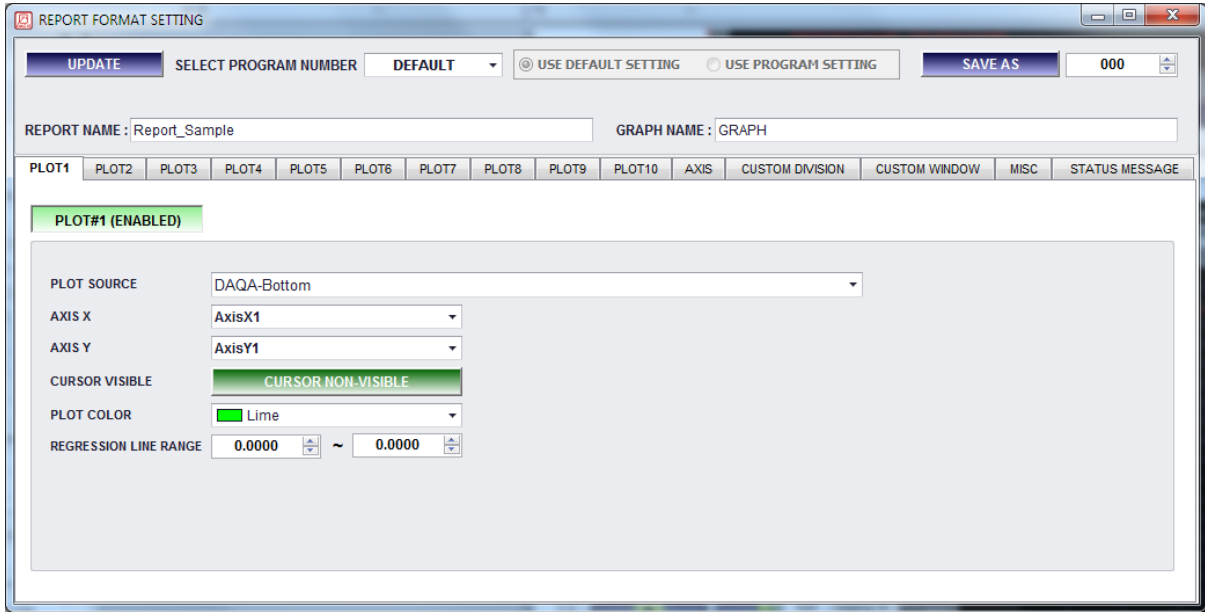 REPORT FORMAT SETTING
UPDATE SELECT PROGRAM NUMBER DEFAULT USE DEFAULT SETTING USE PROGRAM SETTING SAVE AS 000
REPORT NAME : Report_Sample GRAPH NAME : GRAPH
PLOT1 PLOT2 PLOT3 PLOT4 PLOT5 PLOT6 PLOT7 PLOT8 PLOT9 PLOT10 AXIS CUSTOM DIVISION CUSTOM WINDOW MISC STATUS MESSAGE
PLOT#1 (ENABLED)
PLOT SOURCE DAQA-Bottom
AXIS X AxisX1
AXIS Y AxisY1
CURSOR VISIBLE CURSOR NON-VISIBLE
PLOT COLOR Lime
REGRESSION LINE RANGE 0.0000 ~ 0.0000